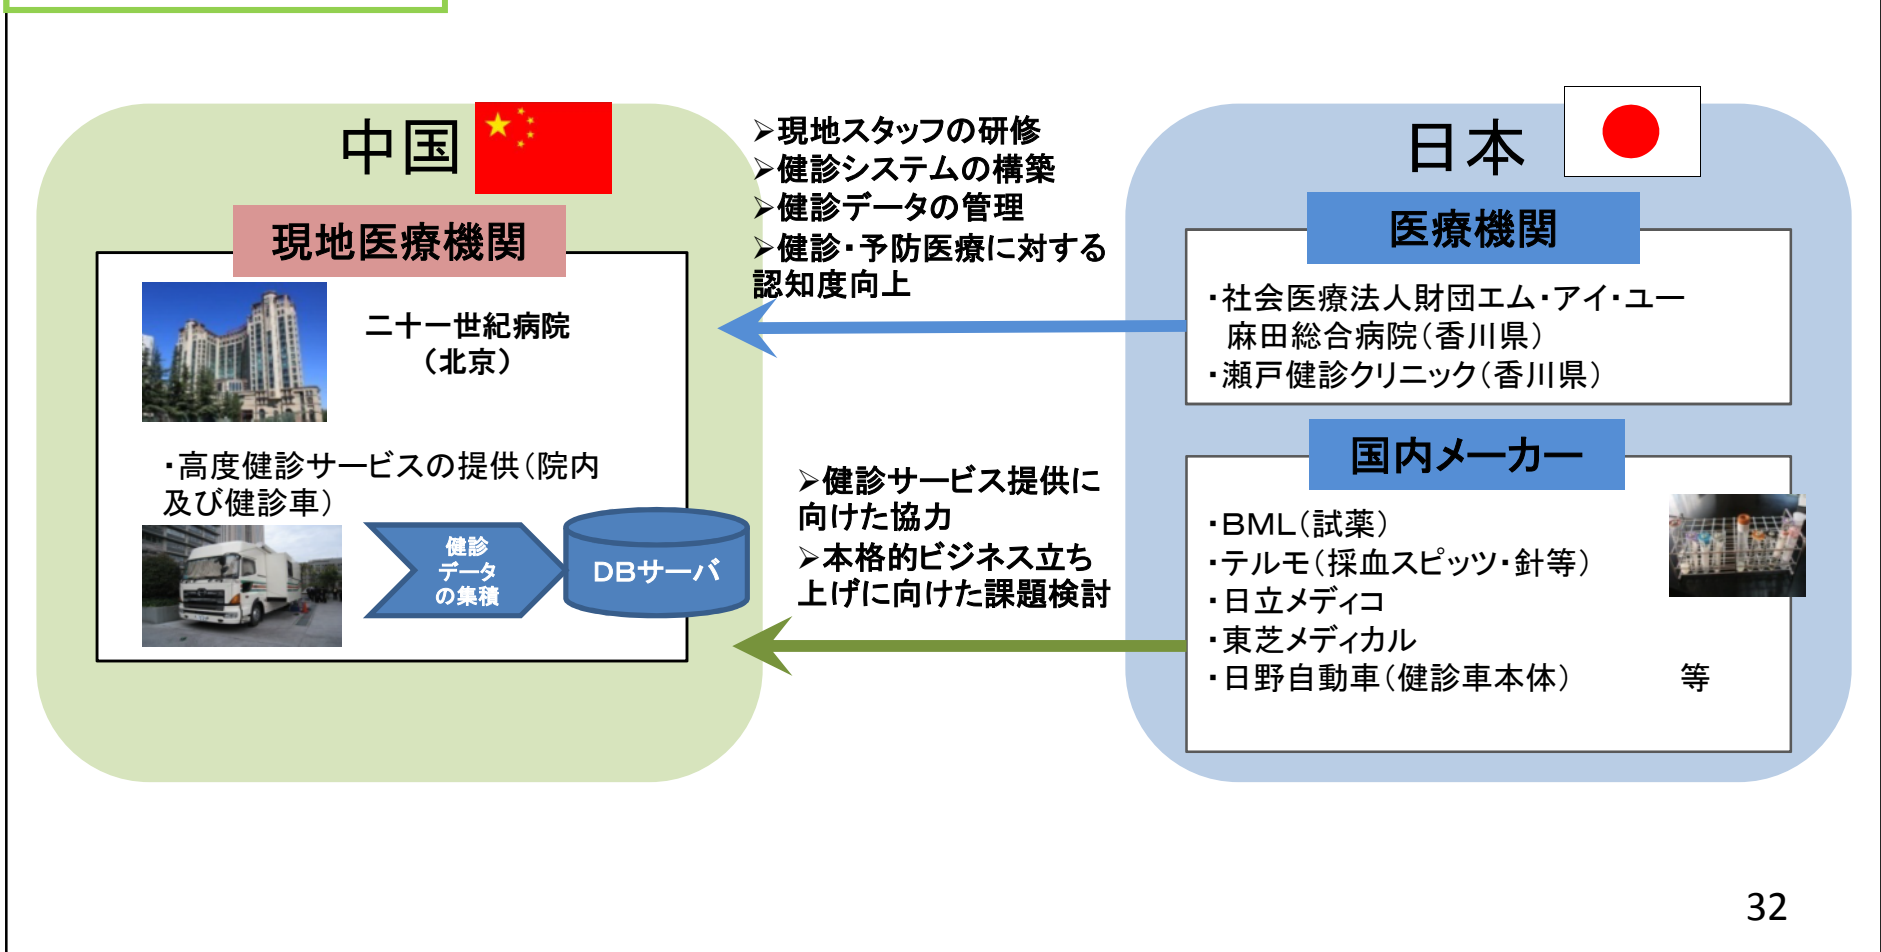 中国
現地医療機関
二十一世紀病院
（北京）
・高度健診サービスの提供（院内
及び健診車）
健診
データ
の集積
DBサーバ
➢現地スタッフの研修
➢健診システムの構築
➢健診データの管理
➢健診・予防医療に対する
認知度向上
➢健診サービス提供に
向けた協力
➢本格的ビジネス立ち
上げに向けた課題検討
日本
医療機関
・社会医療法人財団エム・アイ・ユー
麻田総合病院（香川県）
・瀬戸健診クリニック（香川県）
国内メーカー
・BML（試薬）
・テルモ（採血スピッツ・針等）
・日立メディコ
・東芝メディカル
・日野自動車（健診車本体） 等
32